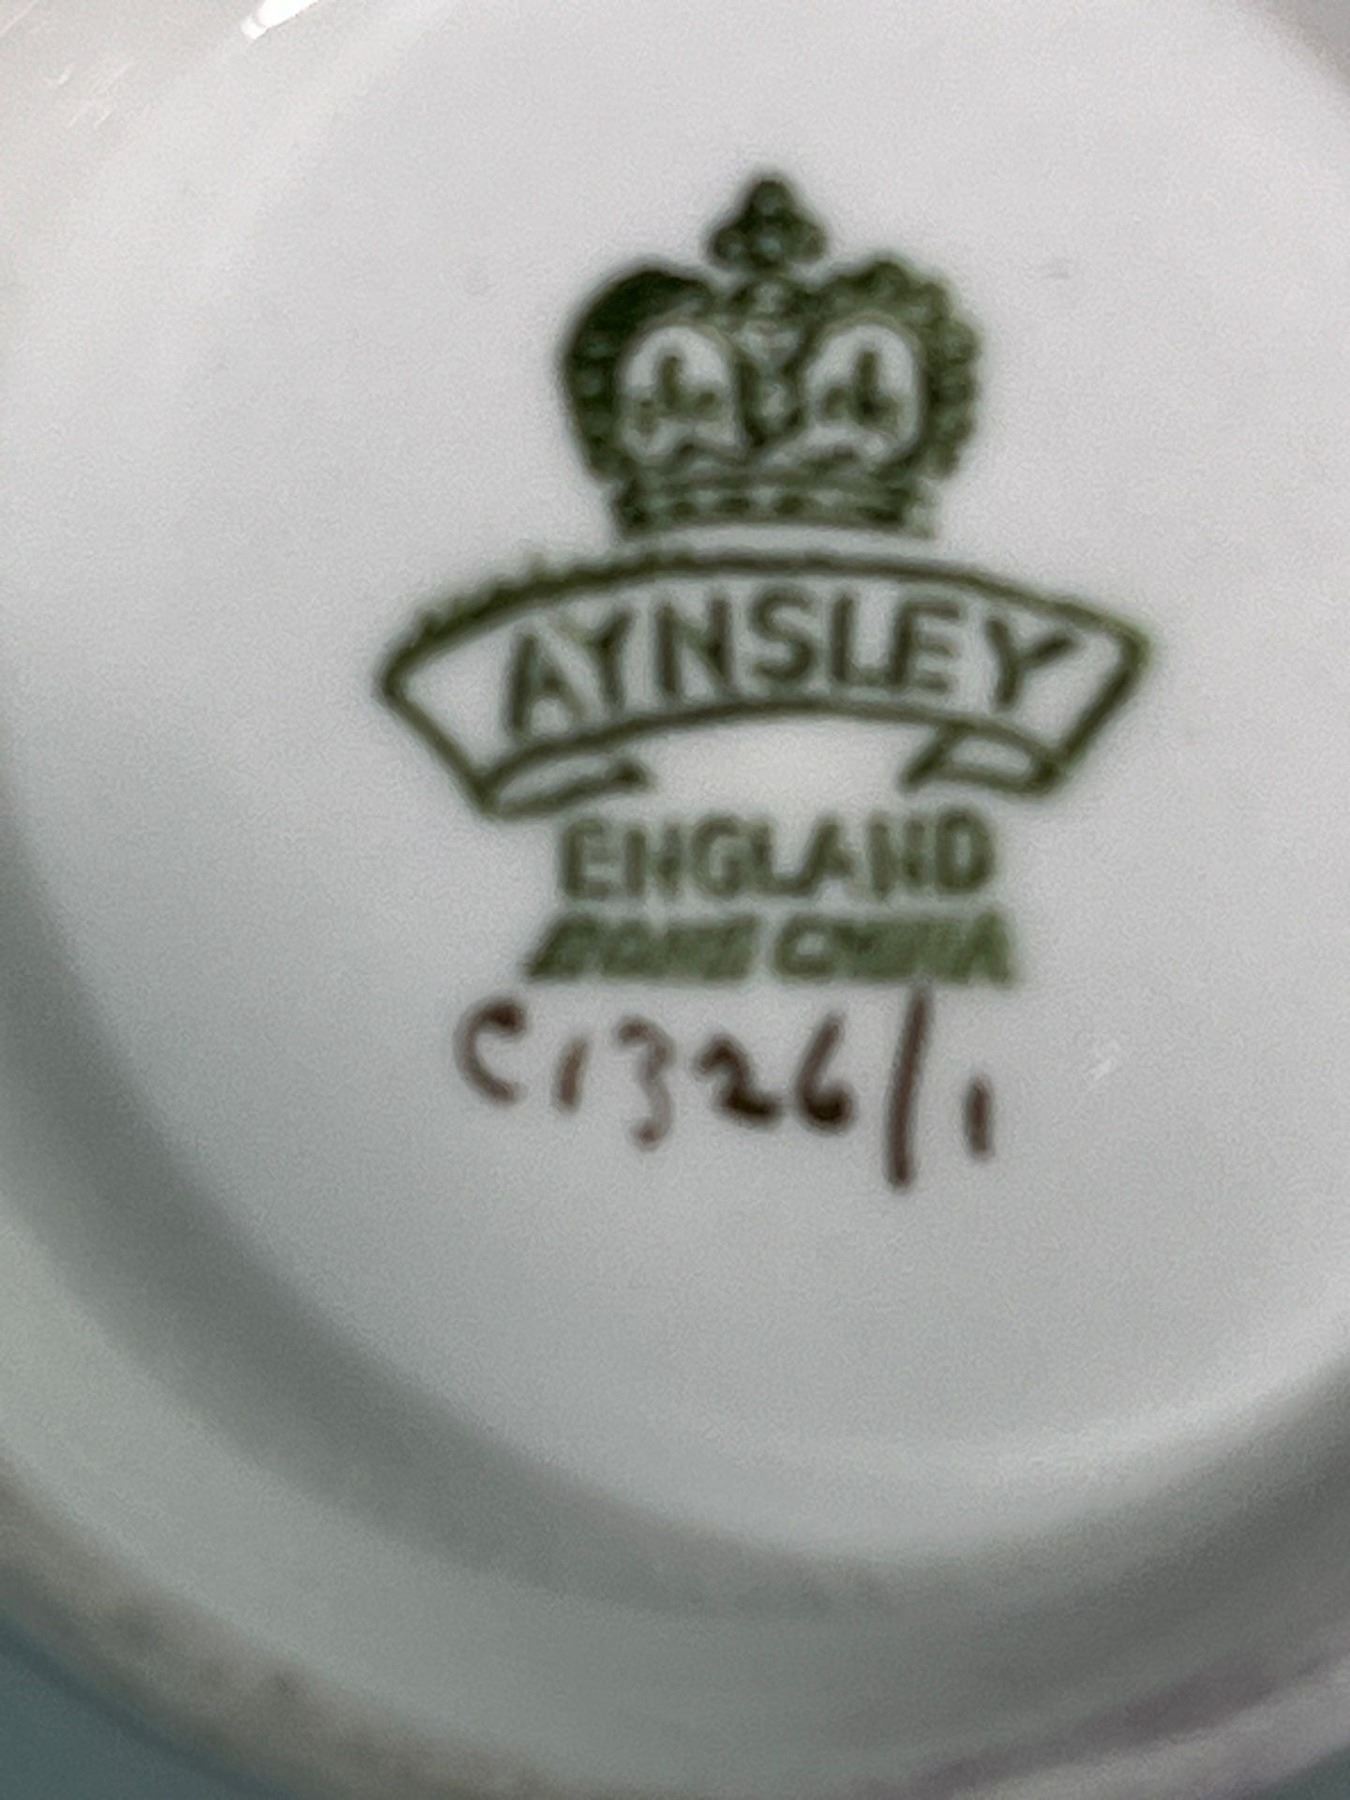 AYNSLEY
ENGLAND
BONE CHINA
C1326/1